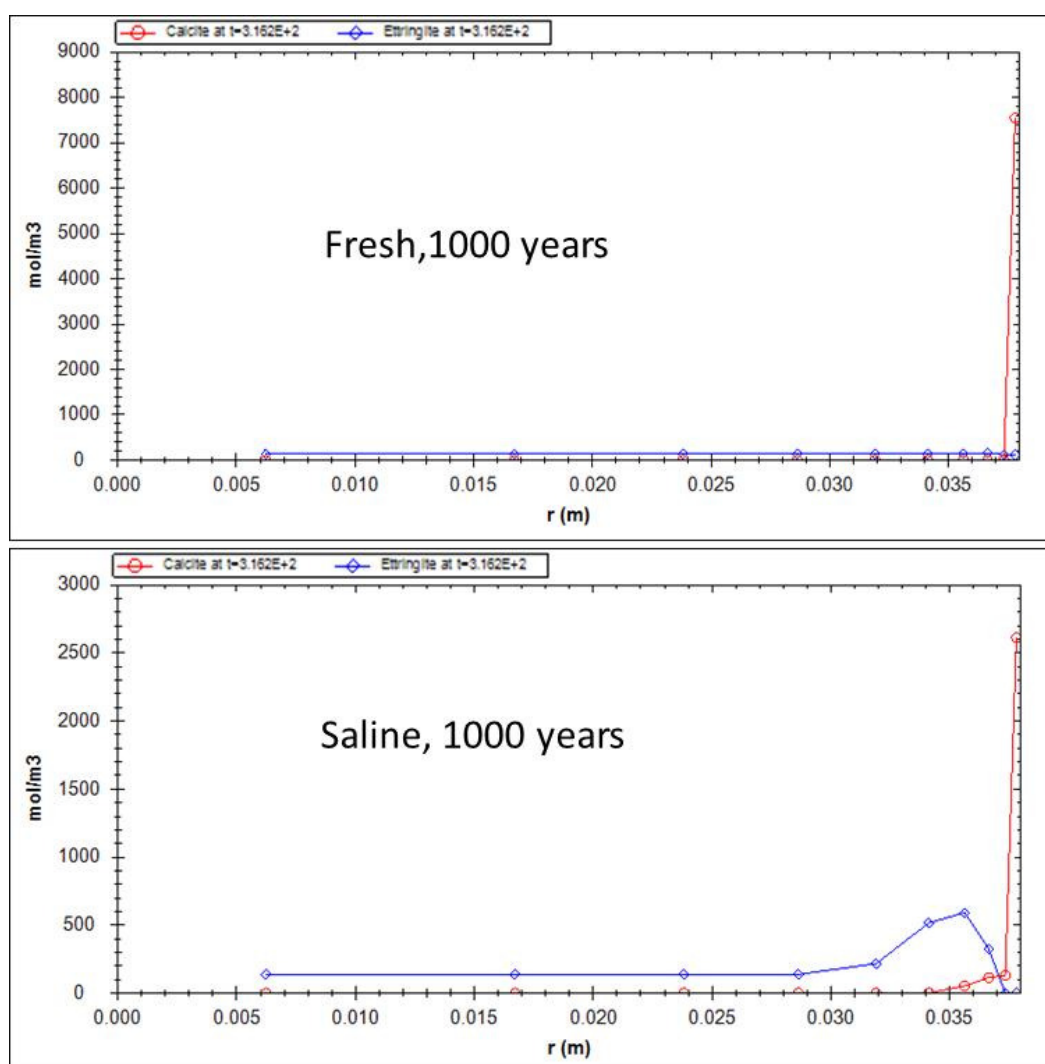 Calcite at t=3.162E+2 Ettringite at t=3.162E+2
9000
8000
7000
6000
5000
4000
3000
2000
1000
0
mol/m3
Fresh,1000 years
0.000 0.005 0.010 0.015 0.020 0.025 0.030 0.035
r (m)
Calcite at t=3.162E+2 Ettringite at t=3.162E+2
3000
2500
2000
1500
1000
500
0
mol/m3
Saline, 1000 years
0.000 0.005 0.010 0.015 0.020 0.025 0.030 0.035
r (m)